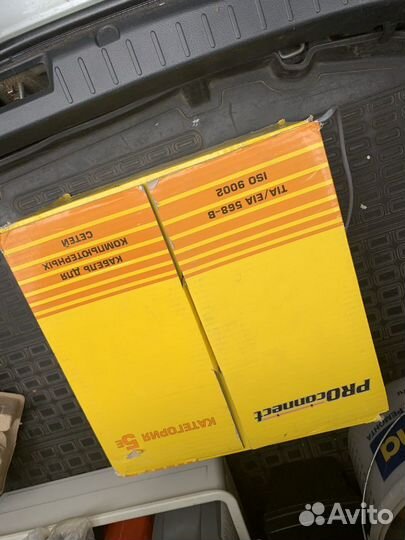 PROconnect
КАТЕГОРИЯ 5E
TIA/EIA 568-B
ISO 9002
КАБЕЛЬ ДЛЯ
КОМПЬЮТЕРНЫХ
СЕТЕЙ
Avito